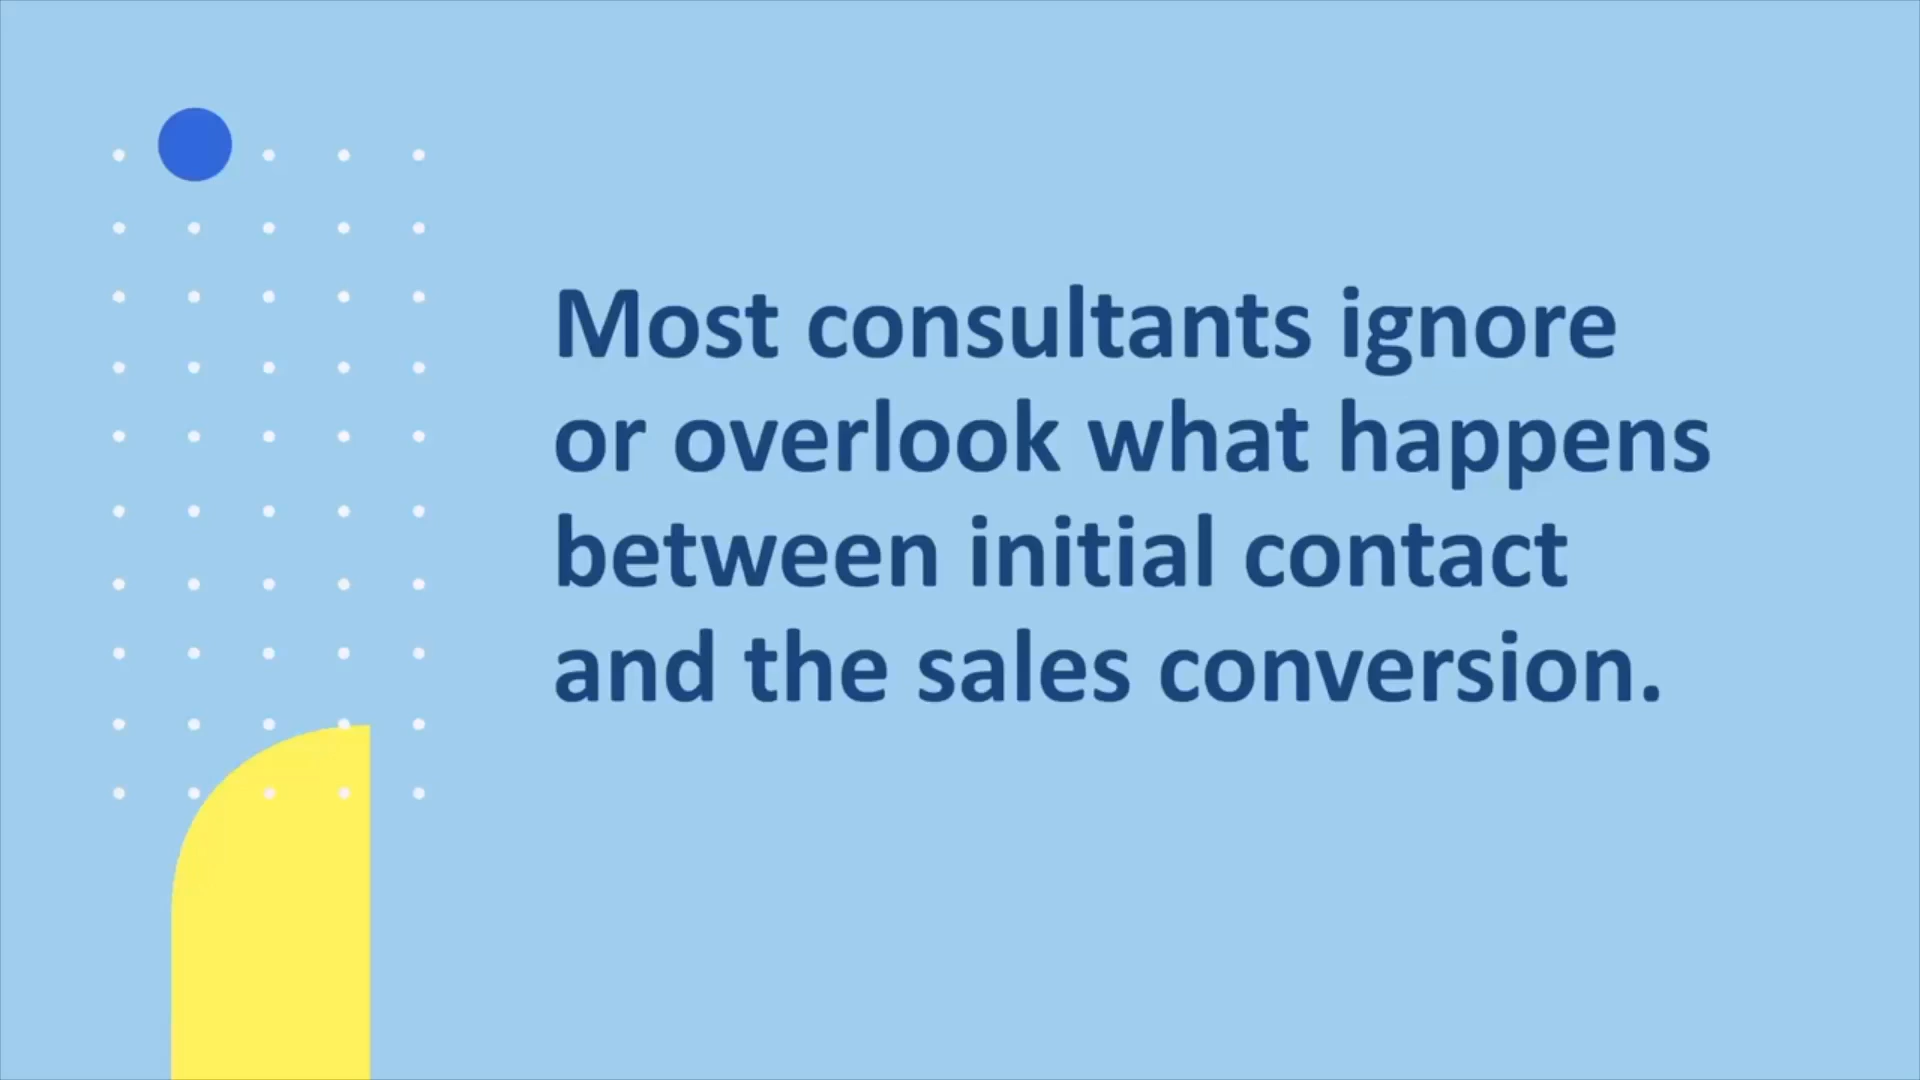 Most consultants ignore
or overlook what happens
between initial contact
and the sales conversion.